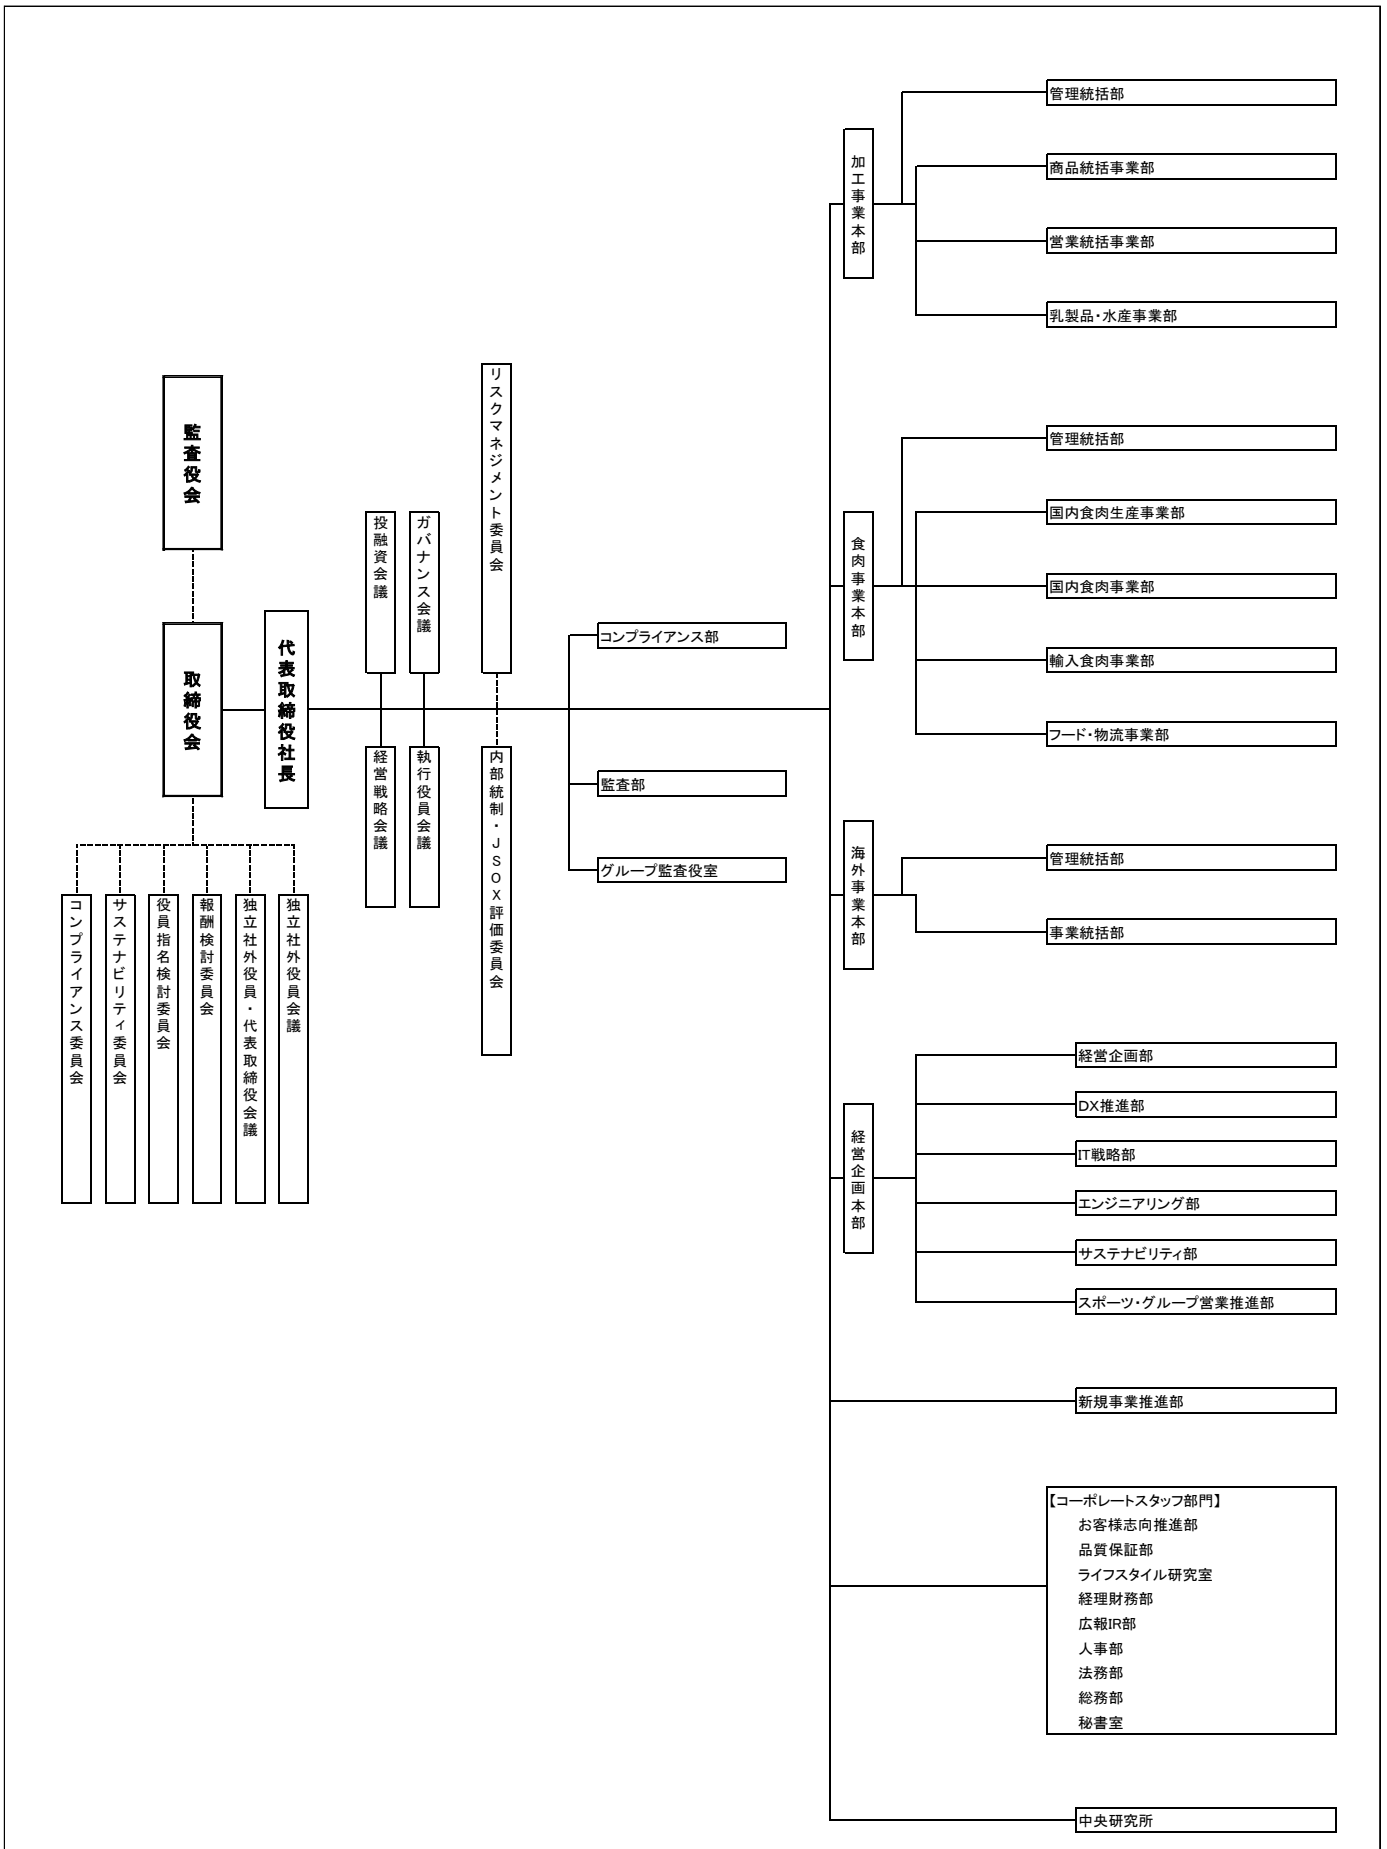 監査役会
取締役会
代表取締役社長
コンプライアンス委員会
サステナビリティ委員会
役員指名検討委員会
報酬検討委員会
独立社外役員・代表取締役会議
独立社外役員会議
投融資会議
ガバナンス会議
経営戦略会議
執行役員会議
リスクマネジメント委員会
内部統制・JSOX評価委員会
コンプライアンス部
監査部
グループ監査役室
加工事業本部
管理統括部
商品統括事業部
営業統括事業部
乳製品・水産事業部
食肉事業本部
管理統括部
国内食肉生産事業部
国内食肉事業部
輸入食肉事業部
フード・物流事業部
海外事業本部
管理統括部
事業統括部
経営企画本部
経営企画部
DX推進部
IT戦略部
エンジニアリング部
サステナビリティ部
スポーツ・グループ営業推進部
新規事業推進部
【コーポレートスタッフ部門】
お客様志向推進部
品質保証部
ライフスタイル研究室
経理財務部
広報IR部
人事部
法務部
総務部
秘書室
中央研究所